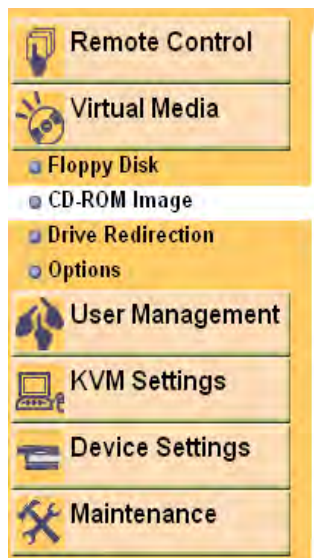 Remote Control
Virtual Media
Floppy Disk
CD-ROM Image
Drive Redirection
Options
User Management
KVM Settings
Device Settings
Maintenance